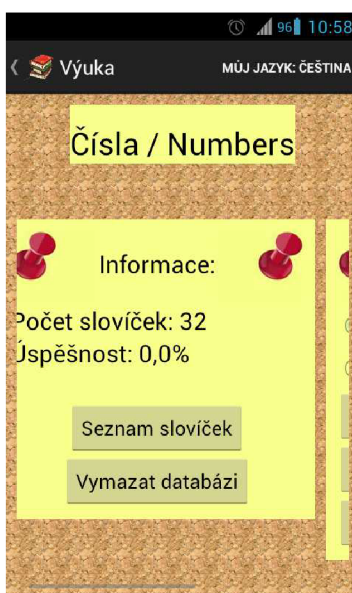 96 10:58
Výuka MŮJ JAZYK: ČEŠTINA
Čísla / Numbers
Informace:
Počet slovíček: 32
Úspěšnost: 0,0%
Seznam slovíček
Vymazat databázi